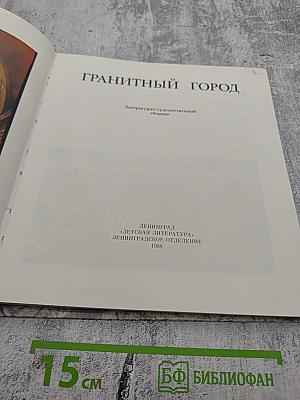 ГРАНИТНЫЙ ГОРОД
Литературно-художественный
сборник
ЛЕНИНГРАД
«ДЕТСКАЯ ЛИТЕРАТУРА»
ЛЕНИНГРАДСКОЕ ОТДЕЛЕНИЕ
1988
15 см
БФ БИБЛИОФАН